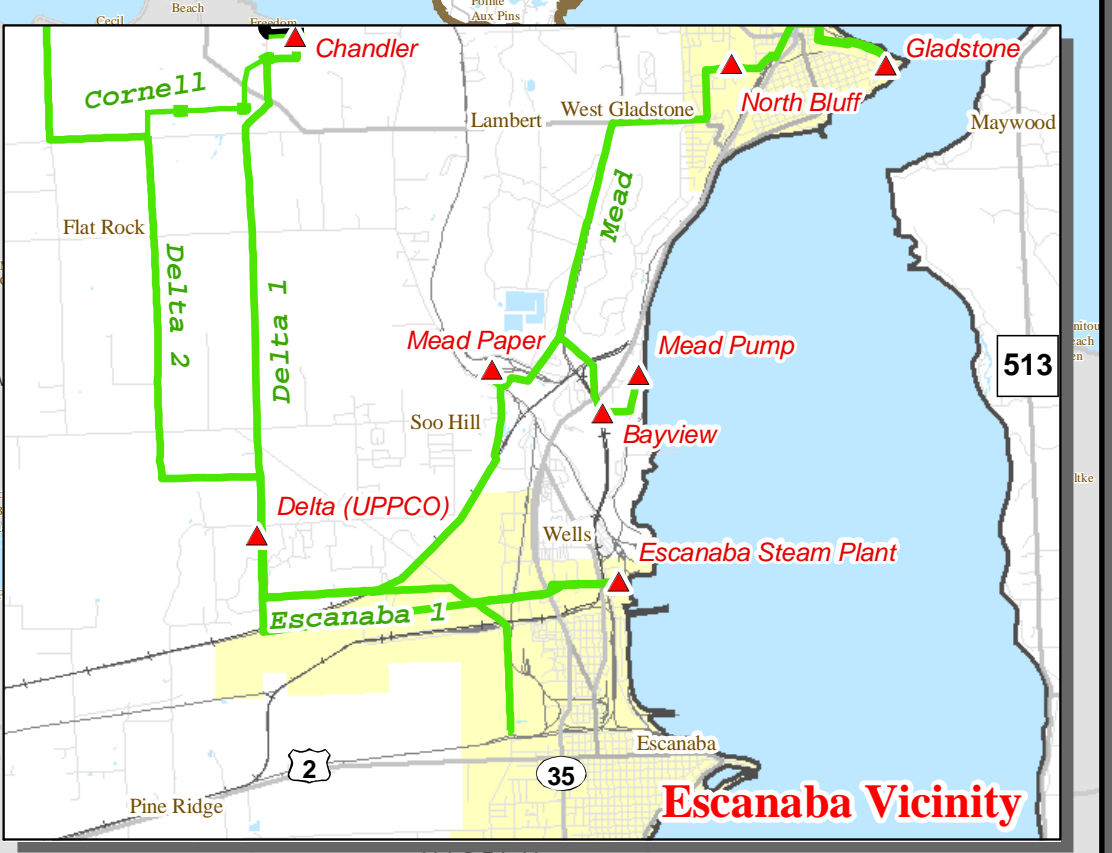 Beach
Pointe
Aux Pins
Cecil
Freedom
Chandler
Gladstone
Cornell
North Bluff
West Gladstone
Lambert
Maywood
Mead
Flat Rock
Delta 2
Delta 1
Mead Paper
Mead Pump
513
Soo Hill
Bayview
Delta (UPPCO)
Wells
Escanaba Steam Plant
Escanaba 1
Escanaba
2
35
Pine Ridge
Escanaba Vicinity